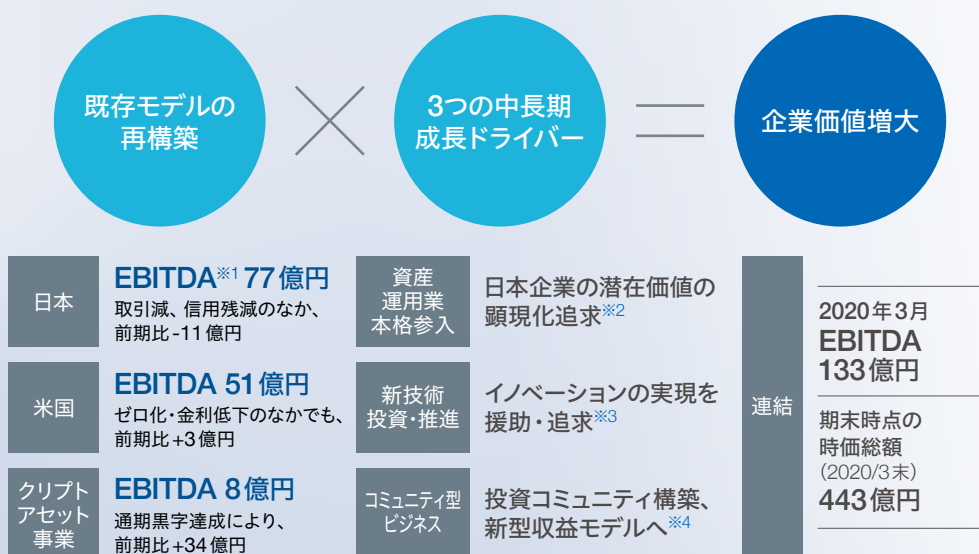 既存モデルの
再構築
3つの中長期
成長ドライバー
企業価値増大
日本
EBITDA※1 77億円
取引減、信用残減のなか、
前期比-11億円
米国
EBITDA 51億円
ゼロ化・金利低下のなかでも、
前期比+3億円
クリプト
アセット
事業
EBITDA 8億円
通期黒字達成により、
前期比+34億円
資産
運用業
本格参入
日本企業の潜在価値の
顕現化追求※2
新技術
投資・推進
イノベーションの実現を
援助・追求※3
コミュニティ型
ビジネス
投資コミュニティ構築、
新型収益モデルへ※4
連結
2020年3月
EBITDA
133億円
期末時点の
時価総額
(2020/3末)
443億円